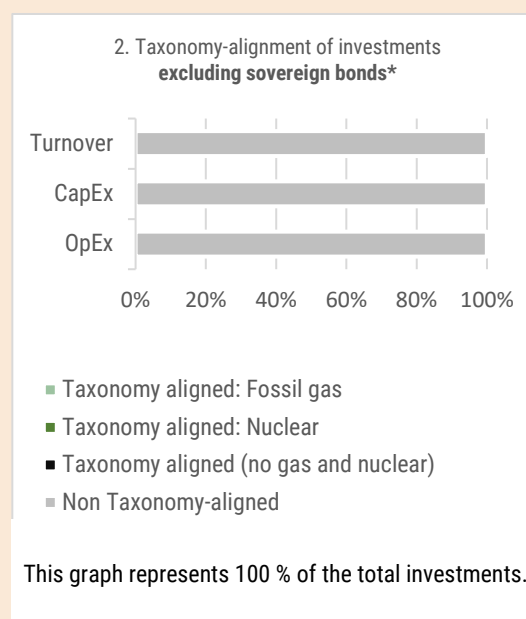 2. Taxonomy-alignment of investments
excluding sovereign bonds*
Turnover
CapEx
OpEx
0% 20% 40% 60% 80% 100%
Taxonomy aligned: Fossil gas
Taxonomy aligned: Nuclear
Taxonomy aligned (no gas and nuclear)
Non Taxonomy-aligned
This graph represents 100 % of the total investments.